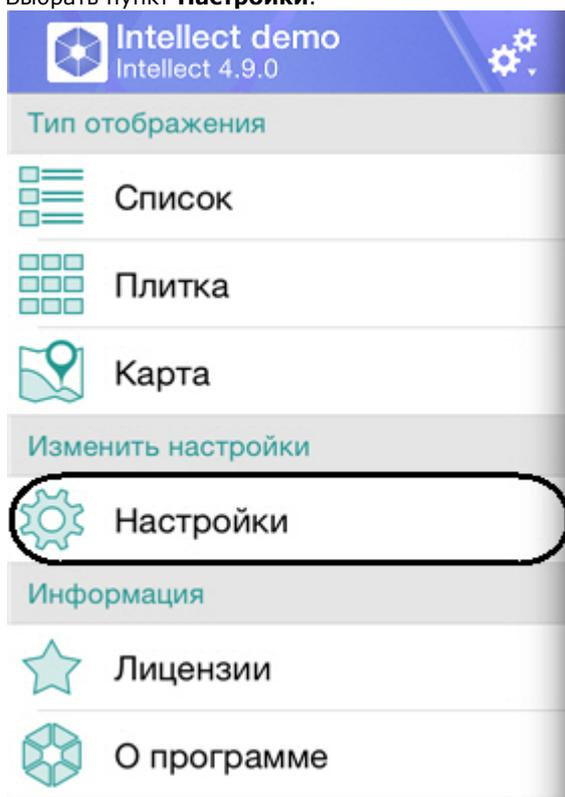 Выбрать пункт Настройки.
Intellect demo
Intellect 4.9.0
Тип отображения
Список
Плитка
Карта
Изменить настройки
Настройки
Информация
Лицензии
О программе